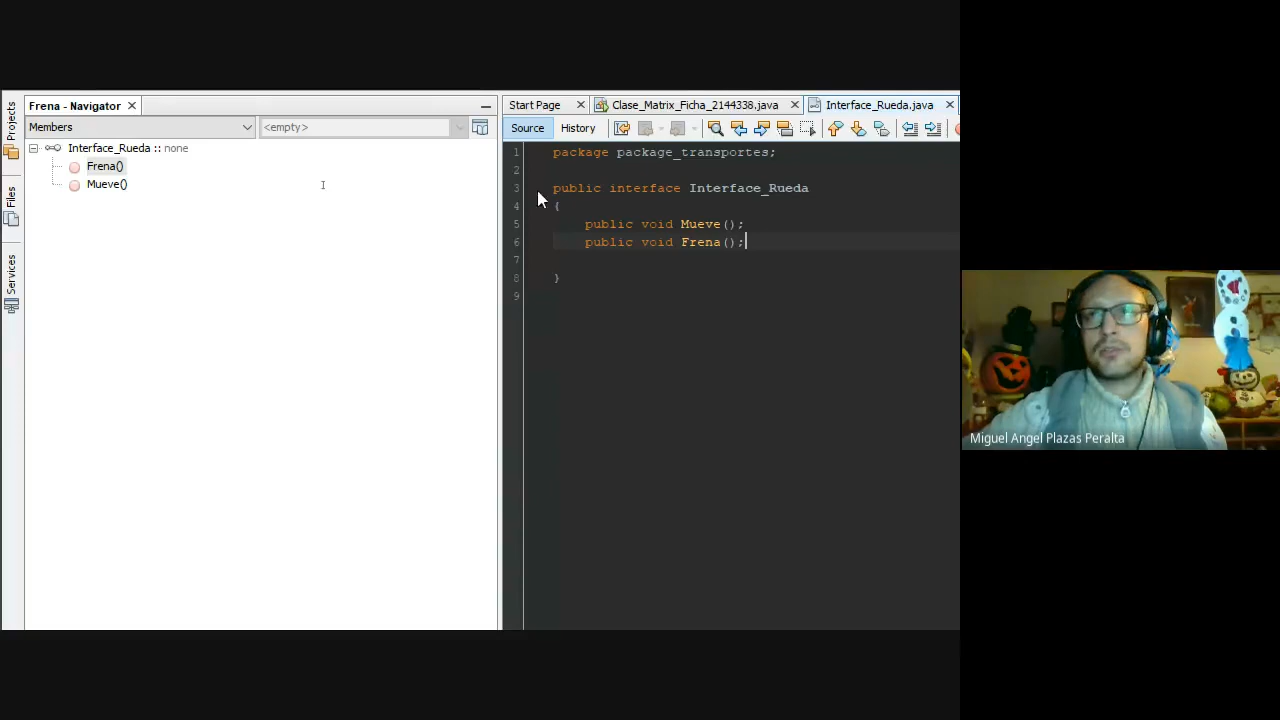 Projects
Files
Services
Frena - Navigator
Members
<empty>
Interface_Rueda :: none
Frena()
Mueve()
Start Page
Clase_Matrix_Ficha_2144338.java
Interface_Rueda.java
Source
History
1 package package_transportes;
2
3 public interface Interface_Rueda
4 {
5 public void Mueve();
6 public void Frena();
7
8 }
9
Miguel Angel Plazas Peralta